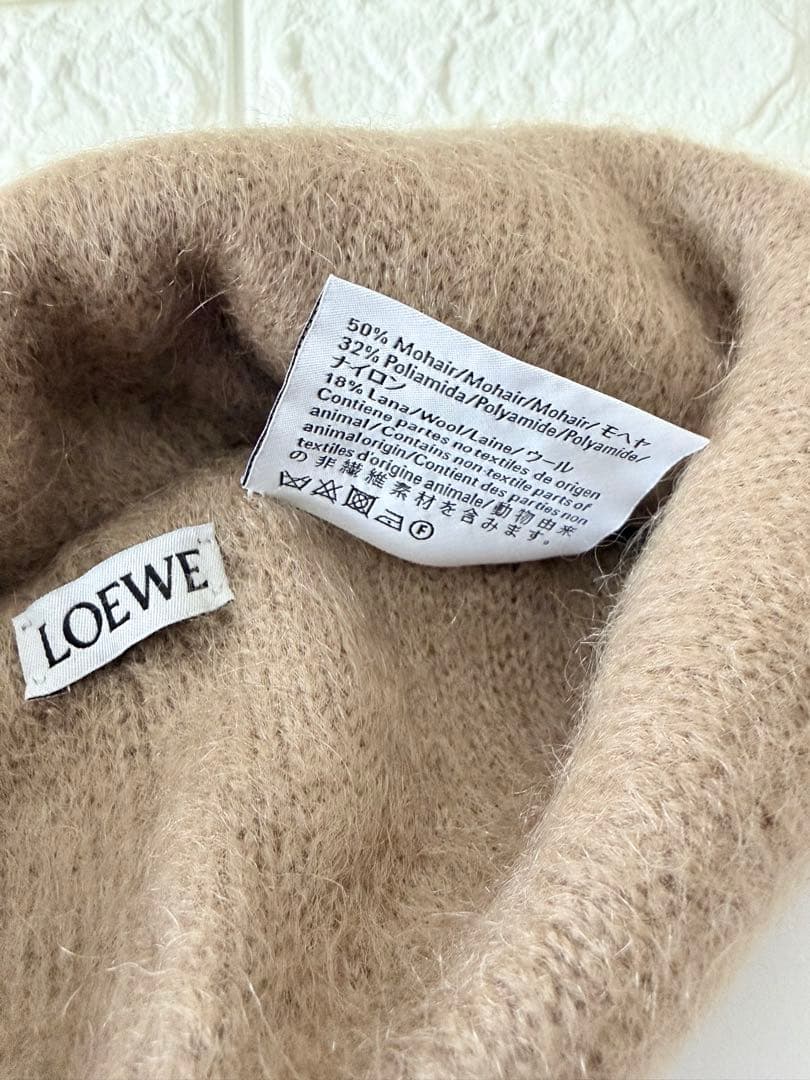 50% Mohair/Mohair/Mohair/ モヘヤ
32% Poliamida/Polyamide/Polyamide/
ナイロン
18% Lana/Wool/Laine/ウール
Contiene partes no textiles de origen
animal/Contains non-textile parts of
animalorigin/Contient des parties non
textiles d'origine animale/動物由来
の非繊維素材を含みます。
F
LOEWE